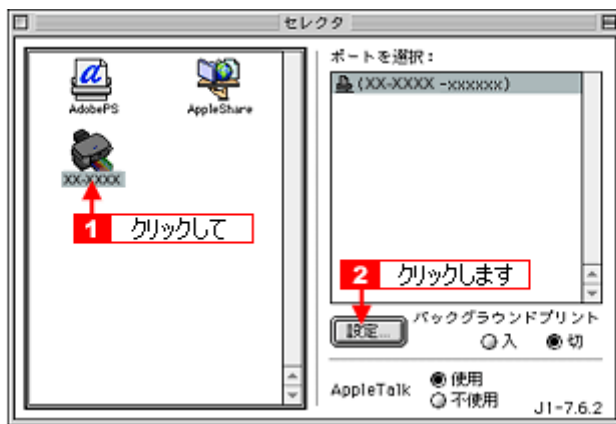 セレクタ
AdobePS
AppleShare
XX-XXXX
1 クリックして
ポートを選択：
(XX-XXXX -xxxxxx)
2 クリックします
設定...
バックグラウンドプリント
入 切
AppleTalk
使用
不使用
J1-7.6.2